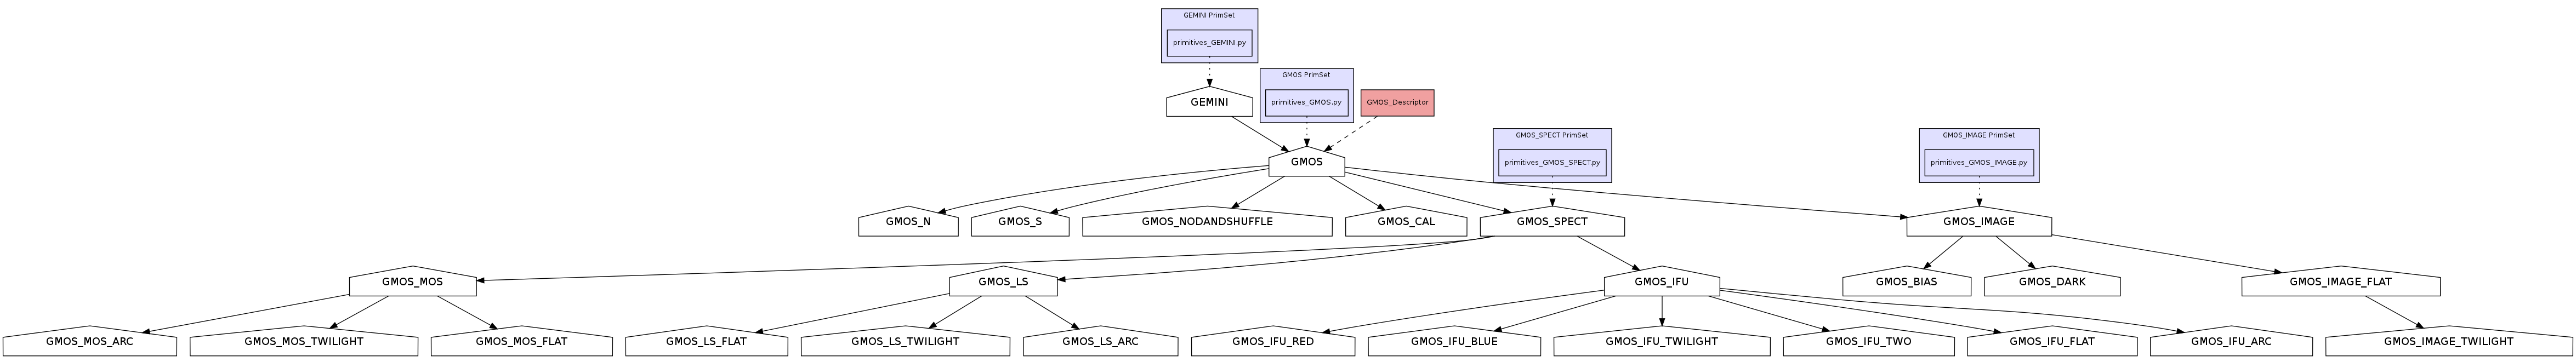 GEMINI PrimSet
primitives_GEMINI.py
GMOS PrimSet
GEMINI
primitives_GMOS.py
GMOS_Descriptor
GMOS_SPECT PrimSet
GMOS_IMAGE PrimSet
GMOS
primitives_GMOS_SPECT.py
primitives_GMOS_IMAGE.py
GMOS_N
GMOS_S
GMOS_NODANDSHUFFLE
GMOS_CAL
GMOS_SPECT
GMOS_IMAGE
GMOS_MOS
GMOS_LS
GMOS_IFU
GMOS_BIAS
GMOS_DARK
GMOS_IMAGE_FLAT
GMOS_MOS_ARC
GMOS_MOS_TWILIGHT
GMOS_MOS_FLAT
GMOS_LS_FLAT
GMOS_LS_TWILIGHT
GMOS_LS_ARC
GMOS_IFU_RED
GMOS_IFU_BLUE
GMOS_IFU_TWILIGHT
GMOS_IFU_TWO
GMOS_IFU_FLAT
GMOS_IFU_ARC
GMOS_IMAGE_TWILIGHT